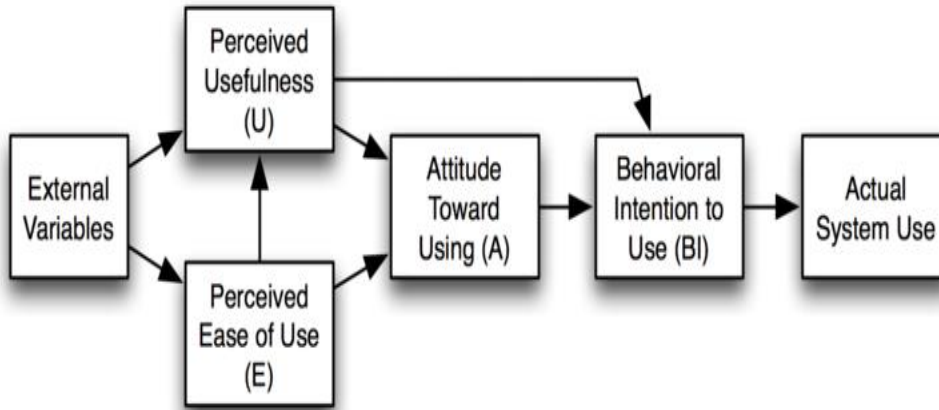 External
Variables
Perceived
Usefulness
(U)
Perceived
Ease of Use
(E)
Attitude
Toward
Using (A)
Behavioral
Intention to
Use (BI)
Actual
System Use